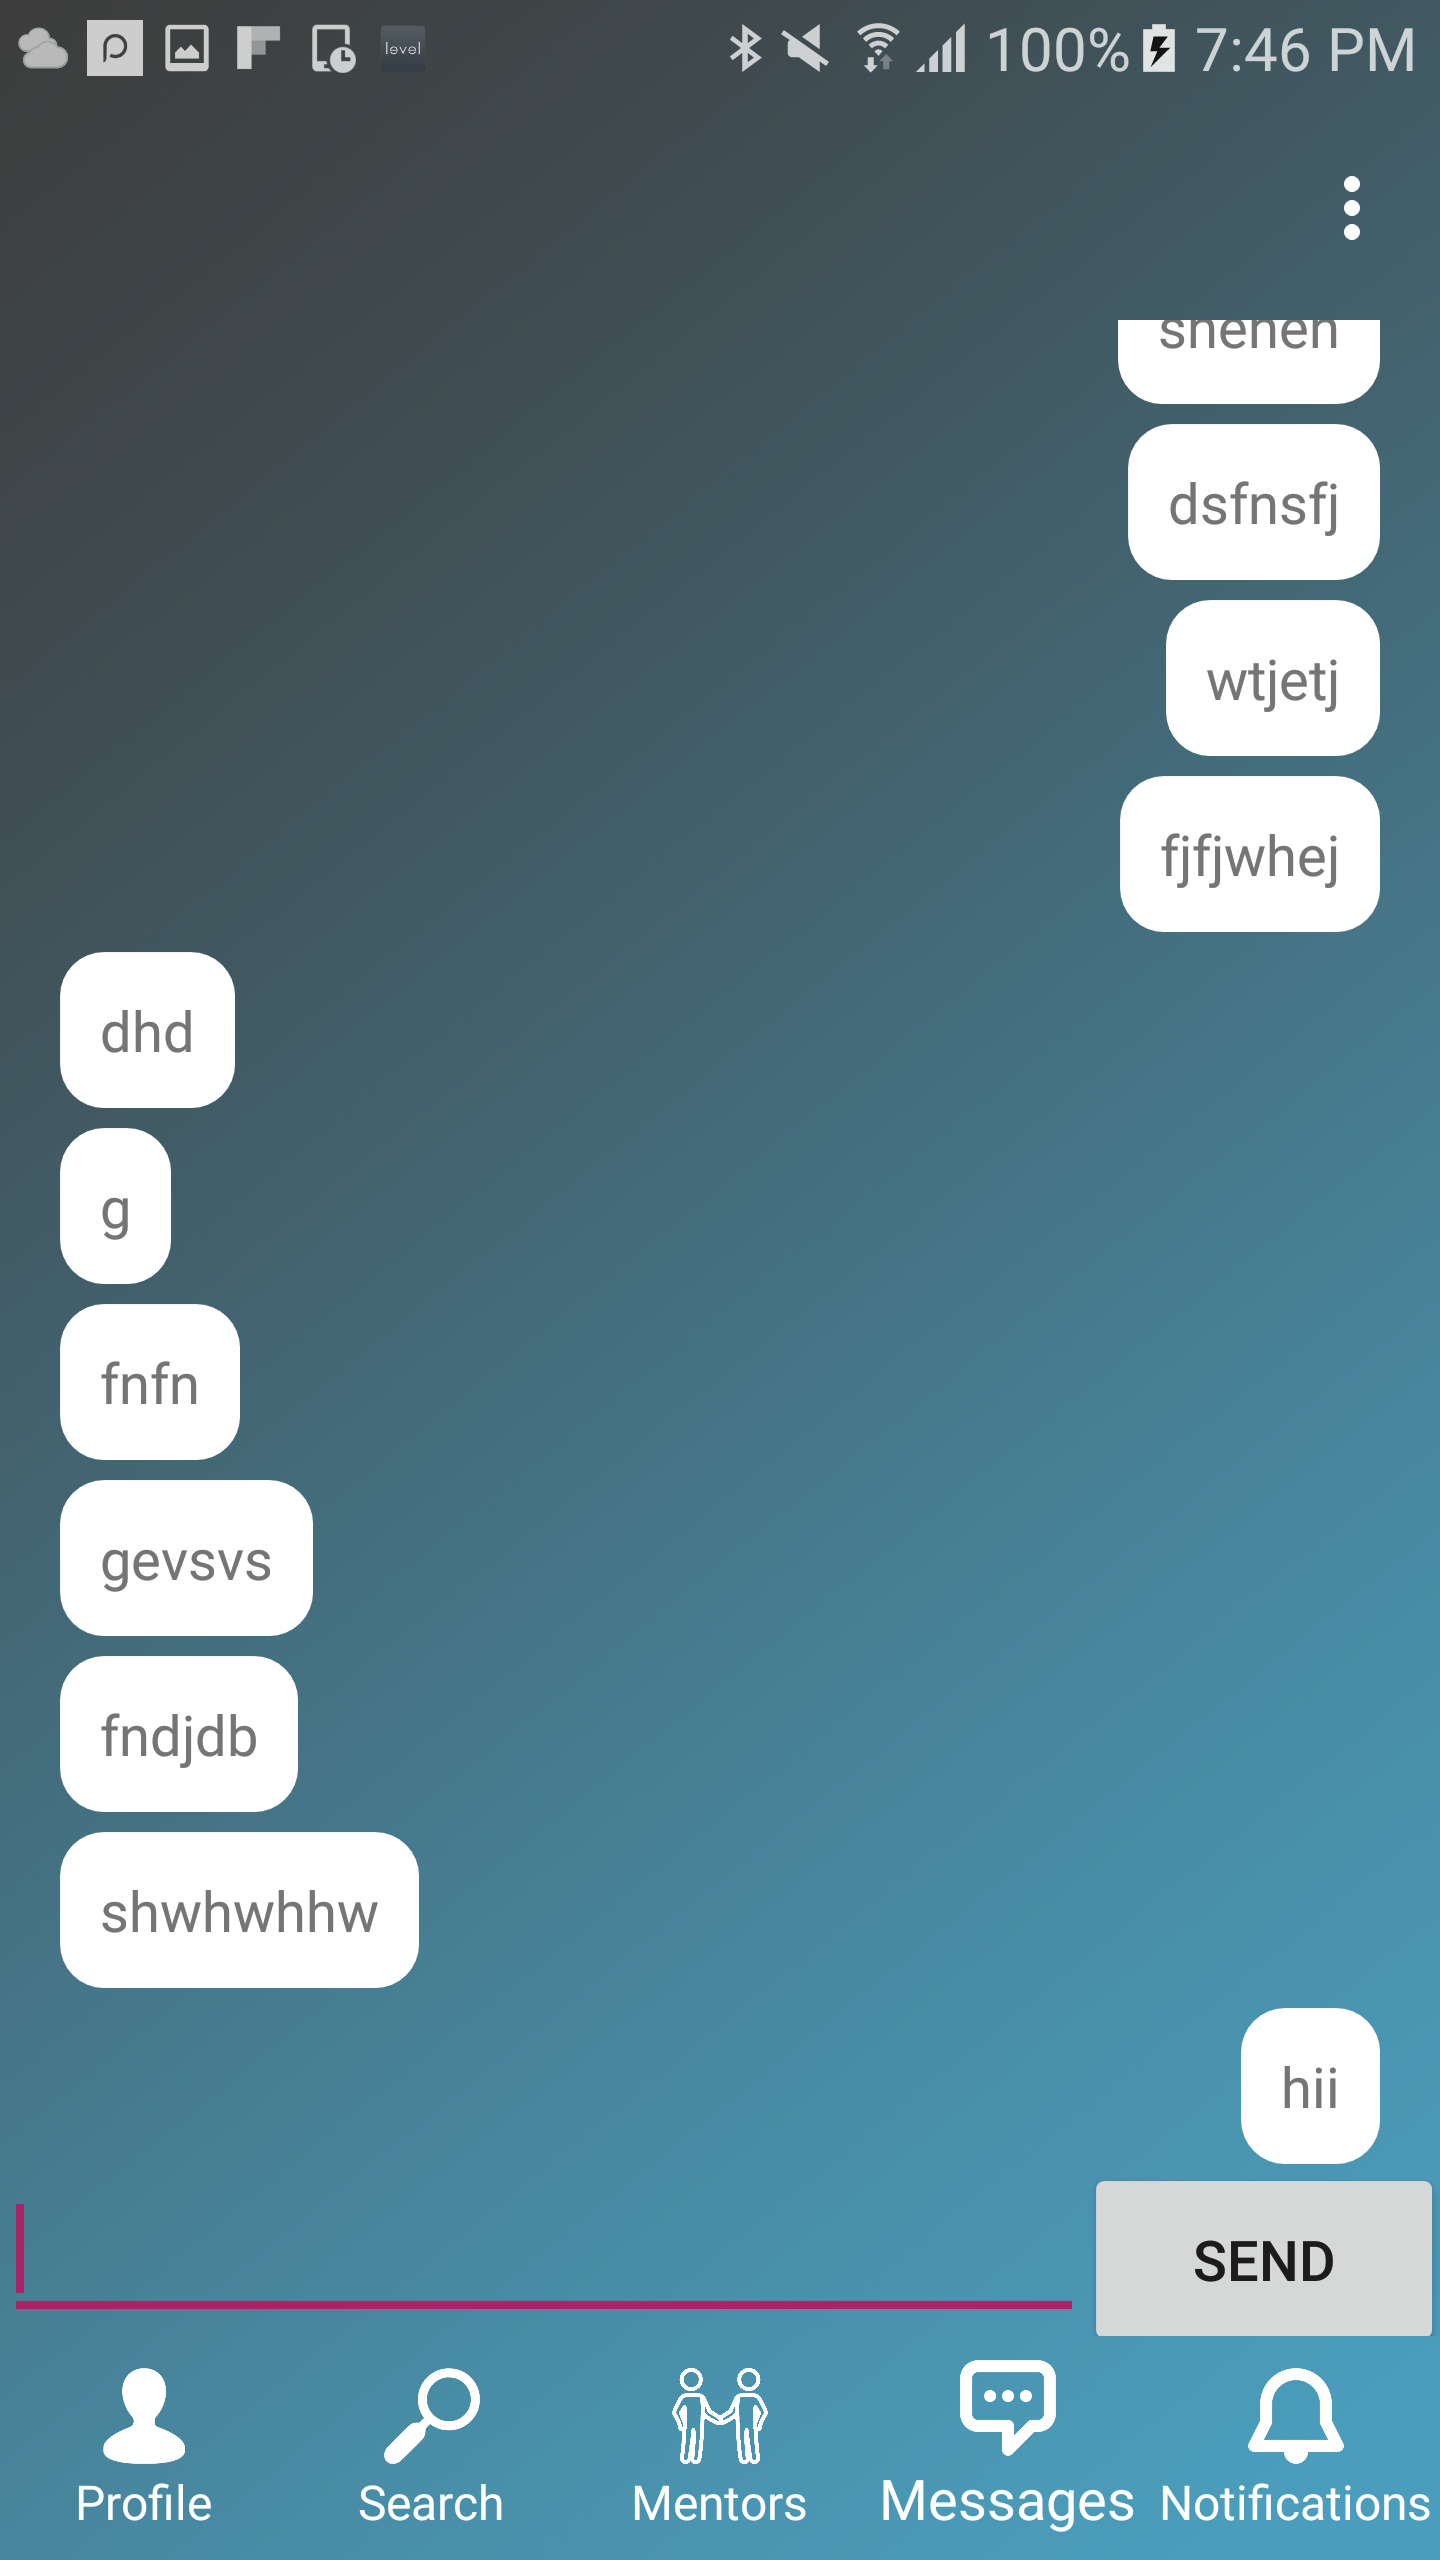 level 100% 7:46 PM
sheheh
dsfnsfj
wtjetj
fjfjwhej
dhd
g
fnfn
gevsvs
fndjdb
shwhwhhw
hii
SEND
Profile Search Mentors Messages Notifications